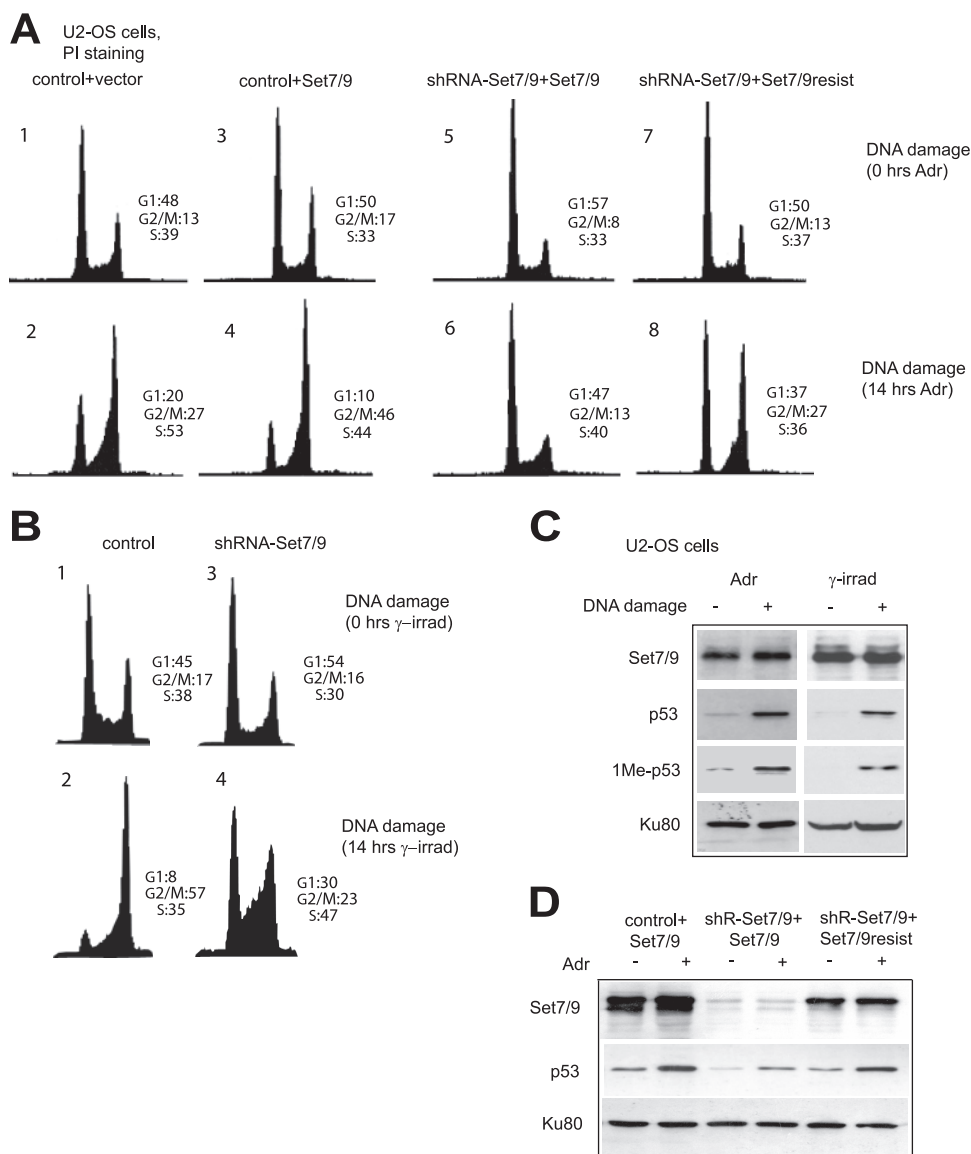 A
U2-OS cells,
PI staining
control+vector
control+Set7/9
shRNA-Set7/9+Set7/9
shRNA-Set7/9+Set7/9resist
1
G1:48
G2/M:13
S:39
3
G1:50
G2/M:17
S:33
5
G1:57
G2/M:8
S:33
7
G1:50
G2/M:13
S:37
DNA damage
(0 hrs Adr)
2
G1:20
G2/M:27
S:53
4
G1:10
G2/M:46
S:44
6
G1:47
G2/M:13
S:40
8
G1:37
G2/M:27
S:36
DNA damage
(14 hrs Adr)
B
control
shRNA-Set7/9
1
G1:45
G2/M:17
S:38
3
G1:54
G2/M:16
S:30
DNA damage
(0 hrs γ–irrad)
2
G1:8
G2/M:57
S:35
4
G1:30
G2/M:23
S:47
DNA damage
(14 hrs γ–irrad)
C
U2-OS cells
Adr
γ-irrad
DNA damage - + - +
Set7/9
p53
1Me-p53
Ku80
D
control+
Set7/9
shR-Set7/9+
Set7/9
shR-Set7/9+
Set7/9resist
Adr - + - + - +
Set7/9
p53
Ku80